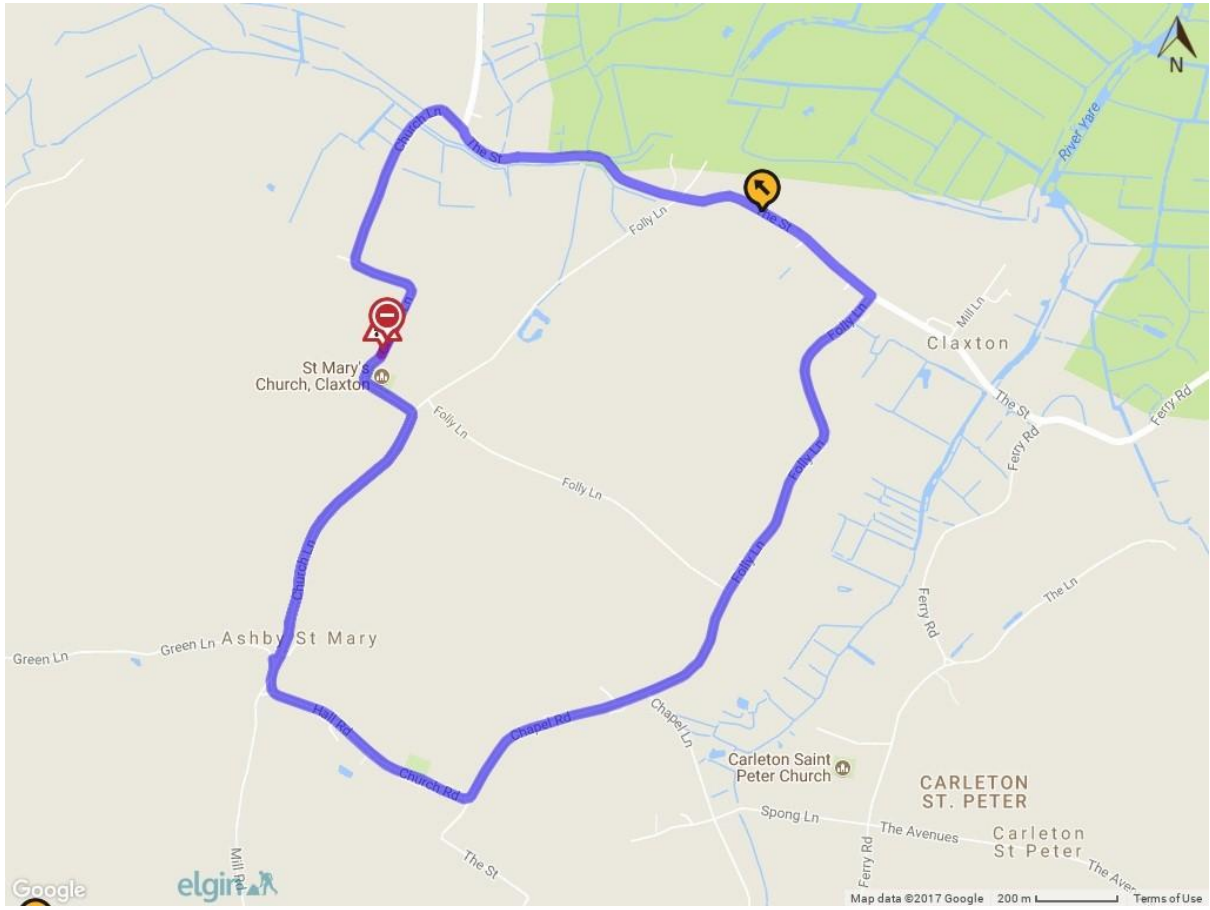 N
River Yare
Church Ln
The St
The St
Folly Ln
Folly Ln
Mill Ln
Claxton
St Mary's
Church, Claxton
The St
Ferry Rd
Ferry Rd
Folly Ln
Folly Ln
Folly Ln
Folly Ln
Church Ln
The Ln
Ferry Rd
Ashby St Mary
Green Ln
Green Ln
Hall Rd
Chapel Rd
Chapel Ln
Carleton Saint
Peter Church
Church Rd
CARLETON
ST. PETER
Spong Ln
The Avenues
Carleton
St Peter
The St
Mill Rd
Ferry Rd
Google
elgin
Map data ©2017 Google
200 m
Terms of Use